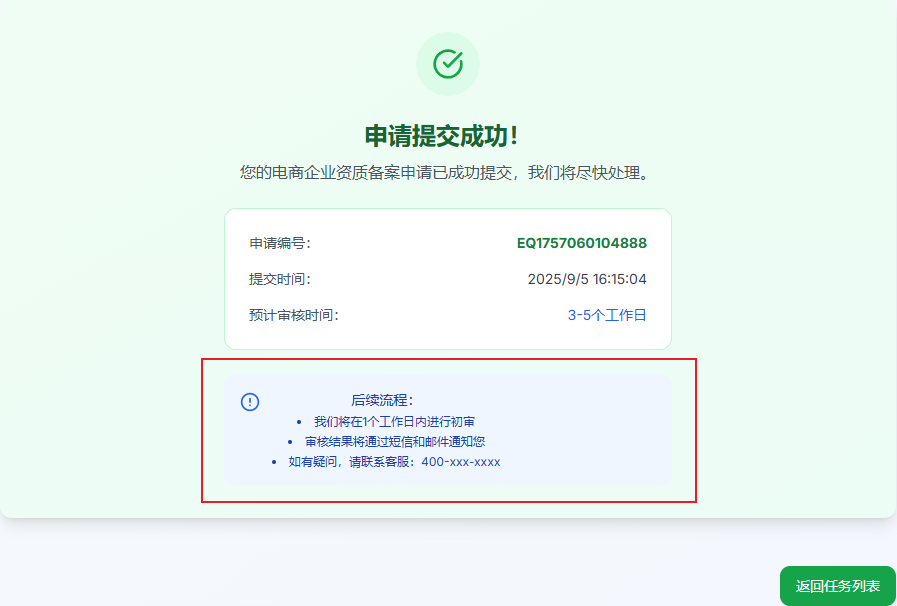 申请提交成功！
您的电商企业资质备案申请已成功提交，我们将尽快处理。
申请编号： EQ1757060104888
提交时间： 2025/9/5 16:15:04
预计审核时间： 3-5个工作日
后续流程：
• 我们将在1个工作日内进行初审
• 审核结果将通过短信和邮件通知您
• 如有疑问，请联系客服：400-xxx-xxxx
返回任务列表